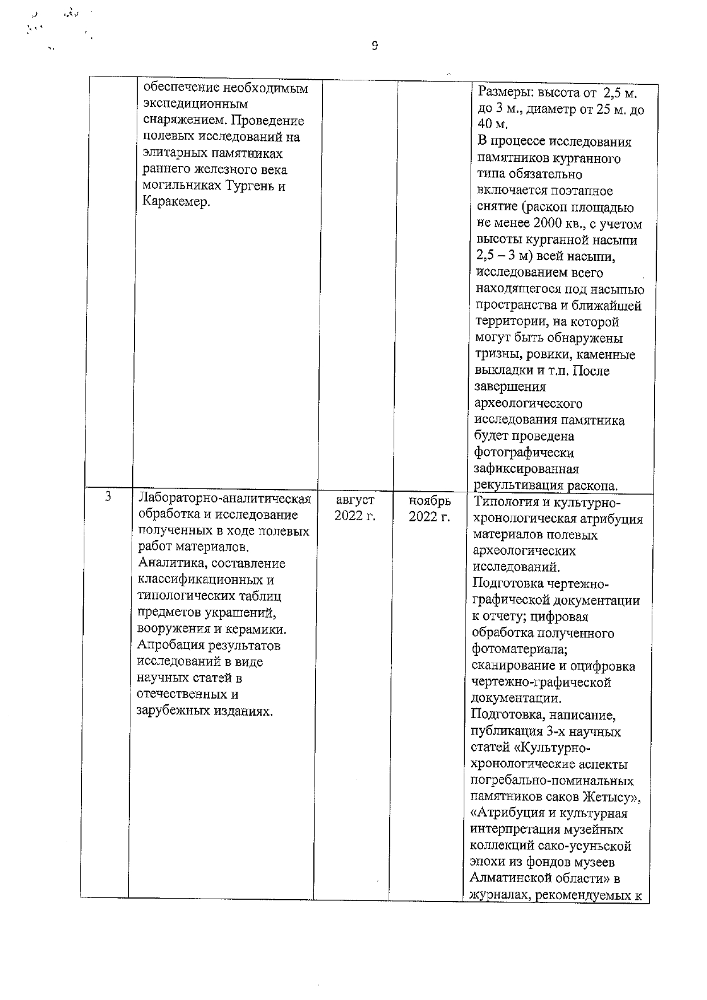 9
обеспечение необходимым
экспедиционным
снаряжением. Проведение
полевых исследований на
элитарных памятниках
раннего железного века
могильниках Тургень и
Каракемер.
Размеры: высота от 2,5 м.
до 3 м., диаметр от 25 м. до
40 м.
В процессе исследования
памятников курганного
типа обязательно
включается поэтапное
снятие (раскоп площадью
не менее 2000 кв., с учетом
высоты курганной насыпи
2,5 – 3 м) всей насыпи,
исследованием всего
находящегося под насыпью
пространства и ближайшей
территории, на которой
могут быть обнаружены
тризны, ровики, каменные
выкладки и т.п. После
завершения
археологического
исследования памятника
будет проведена
фотографически
зафиксированная
рекультивация раскопа.
3
Лабораторно-аналитическая
обработка и исследование
полученных в ходе полевых
работ материалов.
Аналитика, составление
классификационных и
типологических таблиц
предметов украшений,
вооружения и керамики.
Апробация результатов
исследований в виде
научных статей в
отечественных и
зарубежных изданиях.
август
2022 г.
ноябрь
2022 г.
Типология и культурно-
хронологическая атрибуция
материалов полевых
археологических
исследований.
Подготовка чертежно-
графической документации
к отчету; цифровая
обработка полученного
фотоматериала;
сканирование и оцифровка
чертежно-графической
документации.
Подготовка, написание,
публикация 3-х научных
статей «Культурно-
хронологические аспекты
погребально-поминальных
памятников саков Жетысу»,
«Атрибуция и культурная
интерпретация музейных
коллекций сако-усуньской
эпохи из фондов музеев
Алматинской области» в
журналах, рекомендуемых к